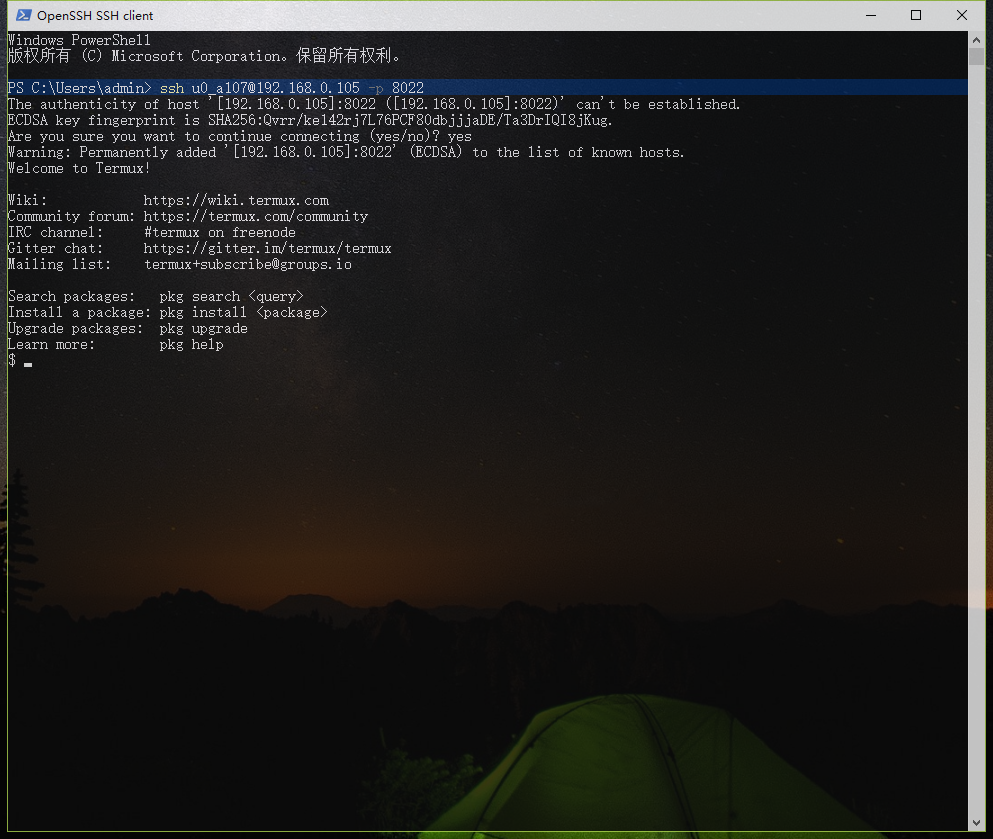 OpenSSH SSH client
Windows PowerShell
版权所有 (C) Microsoft Corporation。保留所有权利。
PS C:\Users\admin> ssh u0_a107@192.168.0.105 -p 8022
The authenticity of host '[192.168.0.105]:8022 ([192.168.0.105]:8022)' can't be established.
ECDSA key fingerprint is SHA256:Qvrr/ke142rj7L76PCF80dbjjjaDE/Ta3DrIQI8jKug.
Are you sure you want to continue connecting (yes/no)? yes
Warning: Permanently added '[192.168.0.105]:8022' (ECDSA) to the list of known hosts.
Welcome to Termux!
Wiki: https://wiki.termux.com
Community forum: https://termux.com/community
IRC channel: #termux on freenode
Gitter chat: https://gitter.im/termux/termux
Mailing list: termux+subscribe@groups.io
Search packages: pkg search <query>
Install a package: pkg install <package>
Upgrade packages: pkg upgrade
Learn more: pkg help
$